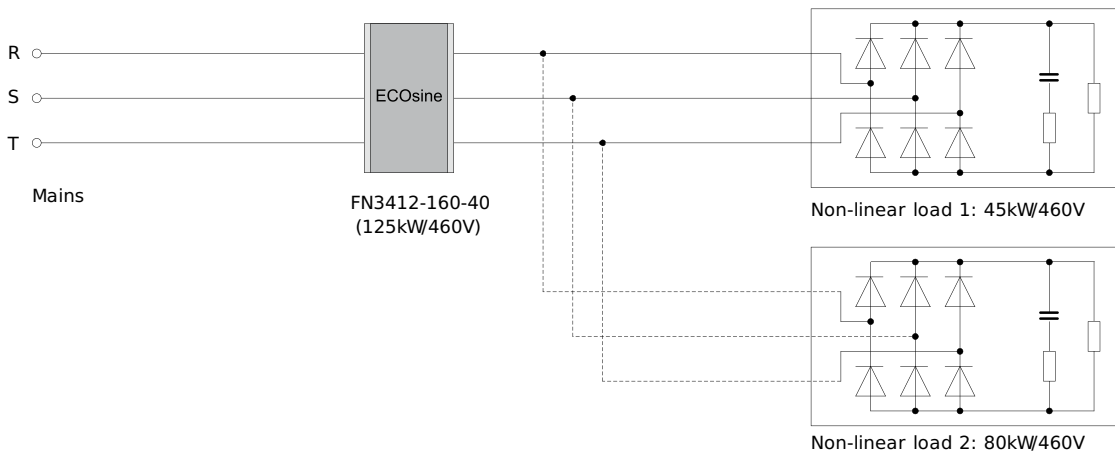 R
S
T
Mains
ECOsine
FN3412-160-40
(125kW/460V)
Non-linear load 1: 45kW/460V
Non-linear load 2: 80kW/460V